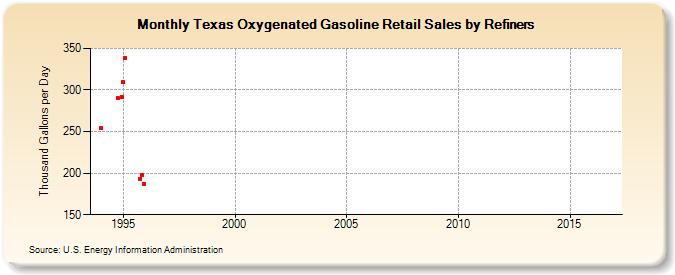 Monthly Texas Oxygenated Gasoline Retail Sales by Refiners
Thousand Gallons per Day
350
300
250
200
150
1995 2000 2005 2010 2015
Source: U.S. Energy Information Administration